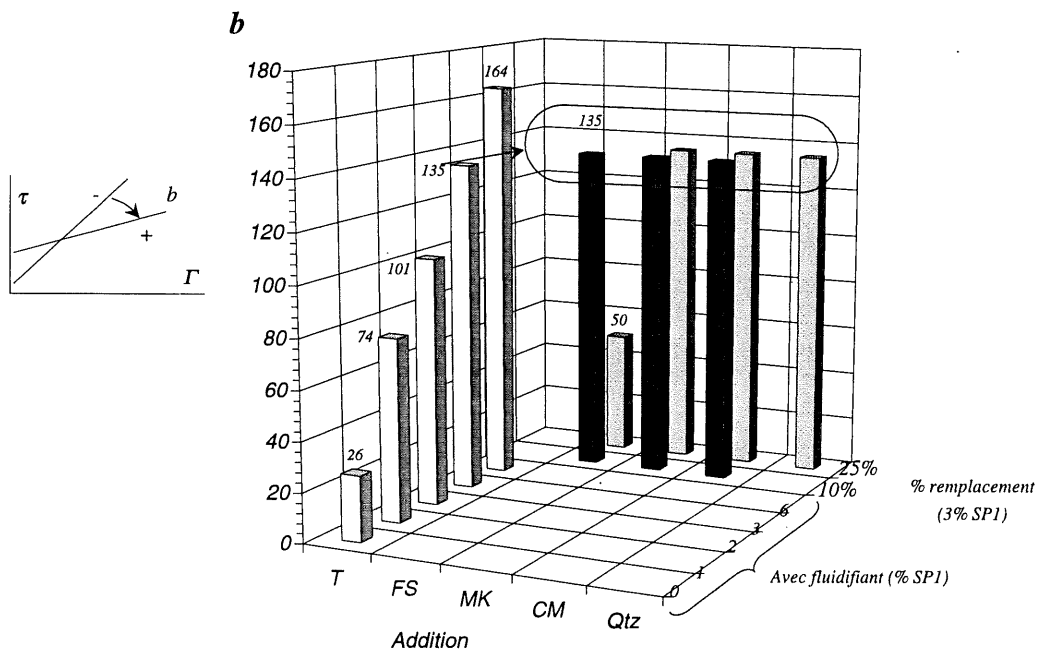 b
180
160
140
120
100
80
60
40
20
0
164
135
101
74
26
135
50
τ
-
b
+
Γ
T
FS
MK
CM
Qtz
Addition
0
1
2
3
6
10%
25%
% remplacement
(3% SP1)
Avec fluidifiant (% SP1)